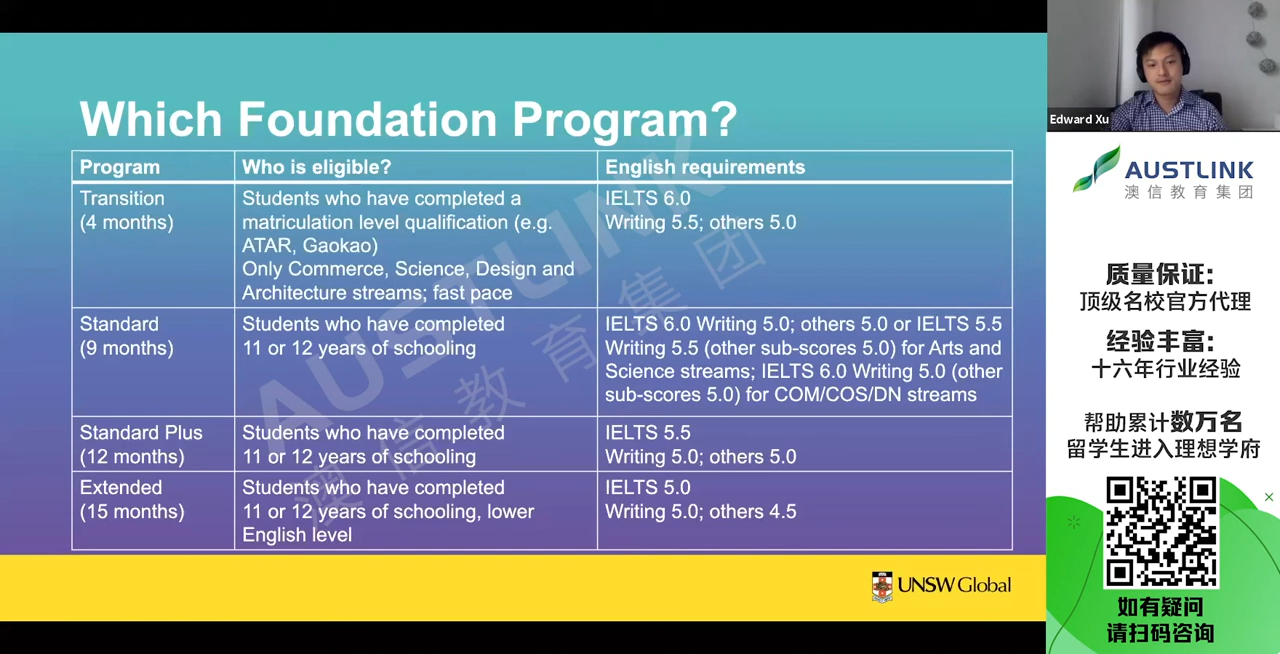 Which Foundation Program?
Program
Who is eligible?
English requirements
Transition
(4 months)
Students who have completed a
matriculation level qualification (e.g.
ATAR, Gaokao)
Only Commerce, Science, Design and
Architecture streams; fast pace
IELTS 6.0
Writing 5.5; others 5.0
Standard
(9 months)
Students who have completed
11 or 12 years of schooling
IELTS 6.0 Writing 5.0; others 5.0 or IELTS 5.5
Writing 5.5 (other sub-scores 5.0) for Arts and
Science streams; IELTS 6.0 Writing 5.0 (other
sub-scores 5.0) for COM/COS/DN streams
Standard Plus
(12 months)
Students who have completed
11 or 12 years of schooling
IELTS 5.5
Writing 5.0; others 5.0
Extended
(15 months)
Students who have completed
11 or 12 years of schooling, lower
English level
IELTS 5.0
Writing 5.0; others 4.5
AUSTLINK
澳信教育集团
UNSW Global
Edward Xu
AUSTLINK
澳信教育集团
质量保证:
顶级名校官方代理
经验丰富:
十六年行业经验
帮助累计数万名
留学生进入理想学府
如有疑问
请扫码咨询